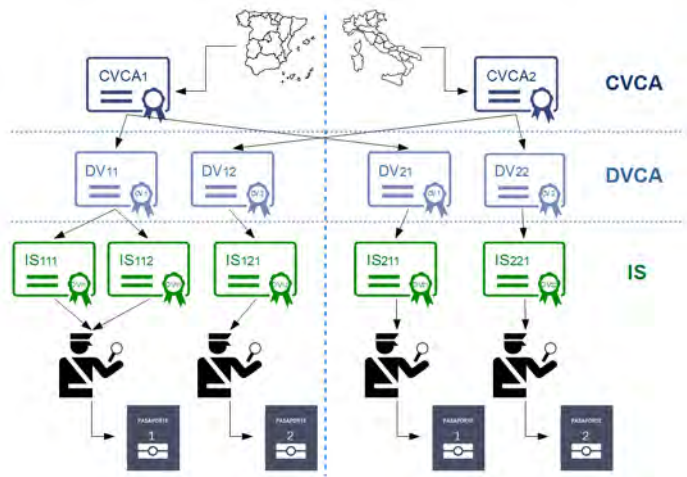 CVCA1
CVCA2
CVCA
DV11
DV12
DV21
DV22
DVCA
IS111
IS112
IS121
IS211
IS221
IS
PASAPORTE
1
PASAPORTE
2
PASAPORTE
1
PASAPORTE
2